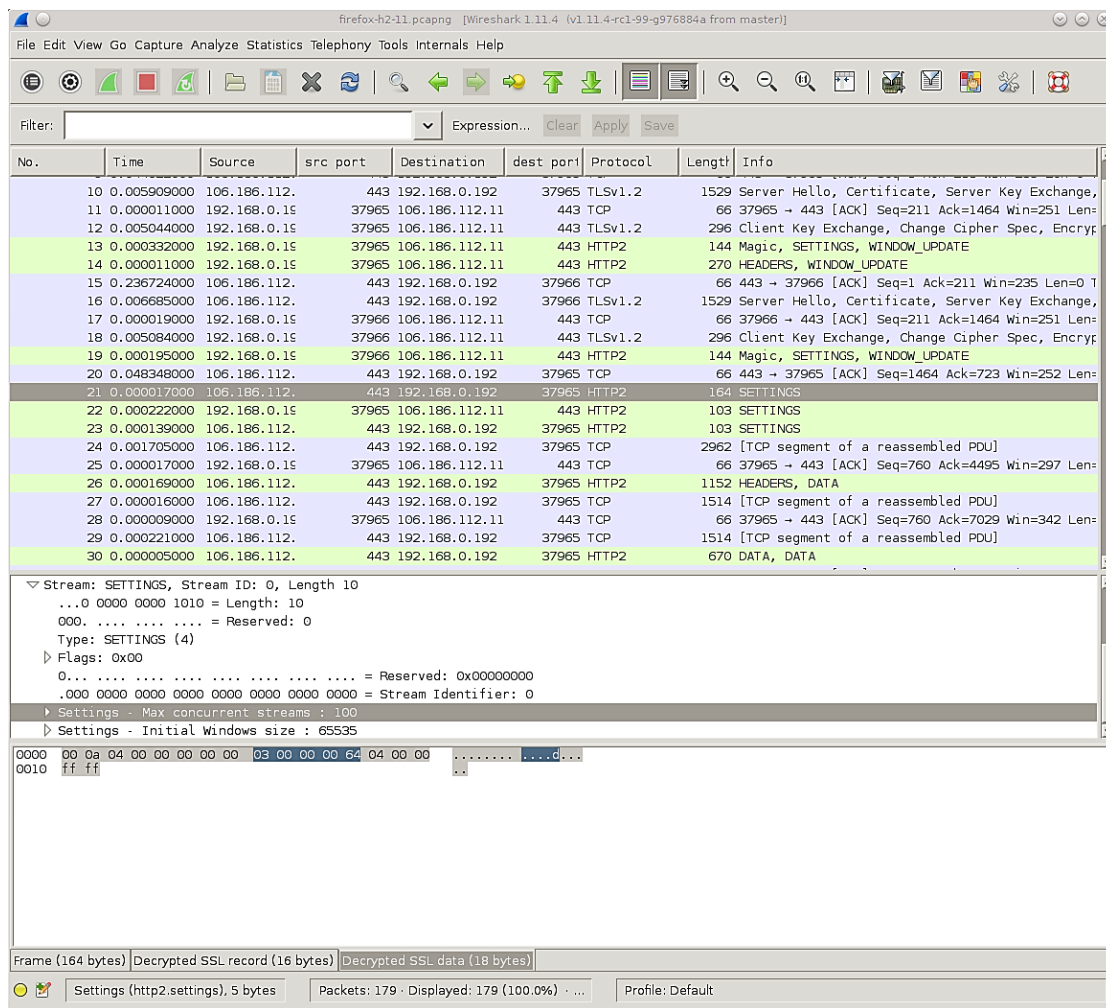 firefox-h2-11.pcapng [Wireshark 1.11.4 (v1.11.4-rc1-99-g976884a from master)]
File Edit View Go Capture Analyze Statistics Telephony Tools Internals Help
Filter: Expression... Clear Apply Save
No. Time Source src port Destination dest port Protocol Length Info
10 0.005909000 106.186.112. 443 192.168.0.192 37965 TLSv1.2 1529 Server Hello, Certificate, Server Key Exchange,
11 0.000011000 192.168.0.19 37965 106.186.112.11 443 TCP 66 37965 → 443 [ACK] Seq=211 Ack=1464 Win=251 Len=
12 0.005044000 192.168.0.19 37965 106.186.112.11 443 TLSv1.2 296 Client Key Exchange, Change Cipher Spec, Encryp
13 0.000332000 192.168.0.19 37965 106.186.112.11 443 HTTP2 144 Magic, SETTINGS, WINDOW_UPDATE
14 0.000011000 192.168.0.19 37965 106.186.112.11 443 HTTP2 270 HEADERS, WINDOW_UPDATE
15 0.236724000 106.186.112. 443 192.168.0.192 37966 TCP 66 443 → 37966 [ACK] Seq=1 Ack=211 Win=235 Len=0 T
16 0.006685000 106.186.112. 443 192.168.0.192 37966 TLSv1.2 1529 Server Hello, Certificate, Server Key Exchange,
17 0.000019000 192.168.0.19 37966 106.186.112.11 443 TCP 66 37966 → 443 [ACK] Seq=211 Ack=1464 Win=251 Len=
18 0.005084000 192.168.0.19 37966 106.186.112.11 443 TLSv1.2 296 Client Key Exchange, Change Cipher Spec, Encryp
19 0.000195000 192.168.0.19 37966 106.186.112.11 443 HTTP2 144 Magic, SETTINGS, WINDOW_UPDATE
20 0.048348000 106.186.112. 443 192.168.0.192 37965 TCP 66 443 → 37965 [ACK] Seq=1464 Ack=723 Win=252 Len=
21 0.000017000 106.186.112. 443 192.168.0.192 37965 HTTP2 164 SETTINGS
22 0.000222000 192.168.0.19 37965 106.186.112.11 443 HTTP2 103 SETTINGS
23 0.000139000 106.186.112. 443 192.168.0.192 37965 HTTP2 103 SETTINGS
24 0.001705000 106.186.112. 443 192.168.0.192 37965 TCP 2962 [TCP segment of a reassembled PDU]
25 0.000017000 192.168.0.19 37965 106.186.112.11 443 TCP 66 37965 → 443 [ACK] Seq=760 Ack=4495 Win=297 Len=
26 0.000169000 106.186.112. 443 192.168.0.192 37965 HTTP2 1152 HEADERS, DATA
27 0.000016000 106.186.112. 443 192.168.0.192 37965 TCP 1514 [TCP segment of a reassembled PDU]
28 0.000009000 192.168.0.19 37965 106.186.112.11 443 TCP 66 37965 → 443 [ACK] Seq=760 Ack=7029 Win=342 Len=
29 0.000221000 106.186.112. 443 192.168.0.192 37965 TCP 1514 [TCP segment of a reassembled PDU]
30 0.000005000 106.186.112. 443 192.168.0.192 37965 HTTP2 670 DATA, DATA
Stream: SETTINGS, Stream ID: 0, Length 10
...0 0000 0000 1010 = Length: 10
000. .... .... .... = Reserved: 0
Type: SETTINGS (4)
Flags: 0x00
0... .... .... .... .... .... .... .... = Reserved: 0x00000000
.000 0000 0000 0000 0000 0000 0000 0000 = Stream Identifier: 0
Settings - Max concurrent streams : 100
Settings - Initial Windows size : 65535
0000 00 0a 04 00 00 00 00 00 03 00 00 00 64 04 00 00 ........ ....d...
0010 ff ff ..
Frame (164 bytes) Decrypted SSL record (16 bytes) Decrypted SSL data (18 bytes)
Settings (http2.settings), 5 bytes Packets: 179 · Displayed: 179 (100.0%) · ... Profile: Default